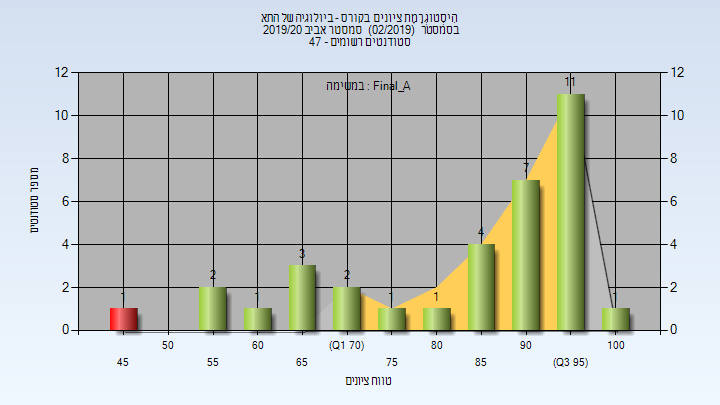 היסטוגרמת ציונים בקורס - ביולוגיה של התא
בסמסטר (02/2019) סמסטר אביב 2019/20
סטודנטים רשומים - 47
במשימה : Final_A
מספר סטודנטים
12 12
10 10
8 8
6 6
4 4
2 2
0 0
1 2 1 3 2 1 1 4 7 11 1
45 50 55 60 65 (Q1 70) 75 80 85 90 (Q3 95) 100
טווח ציונים